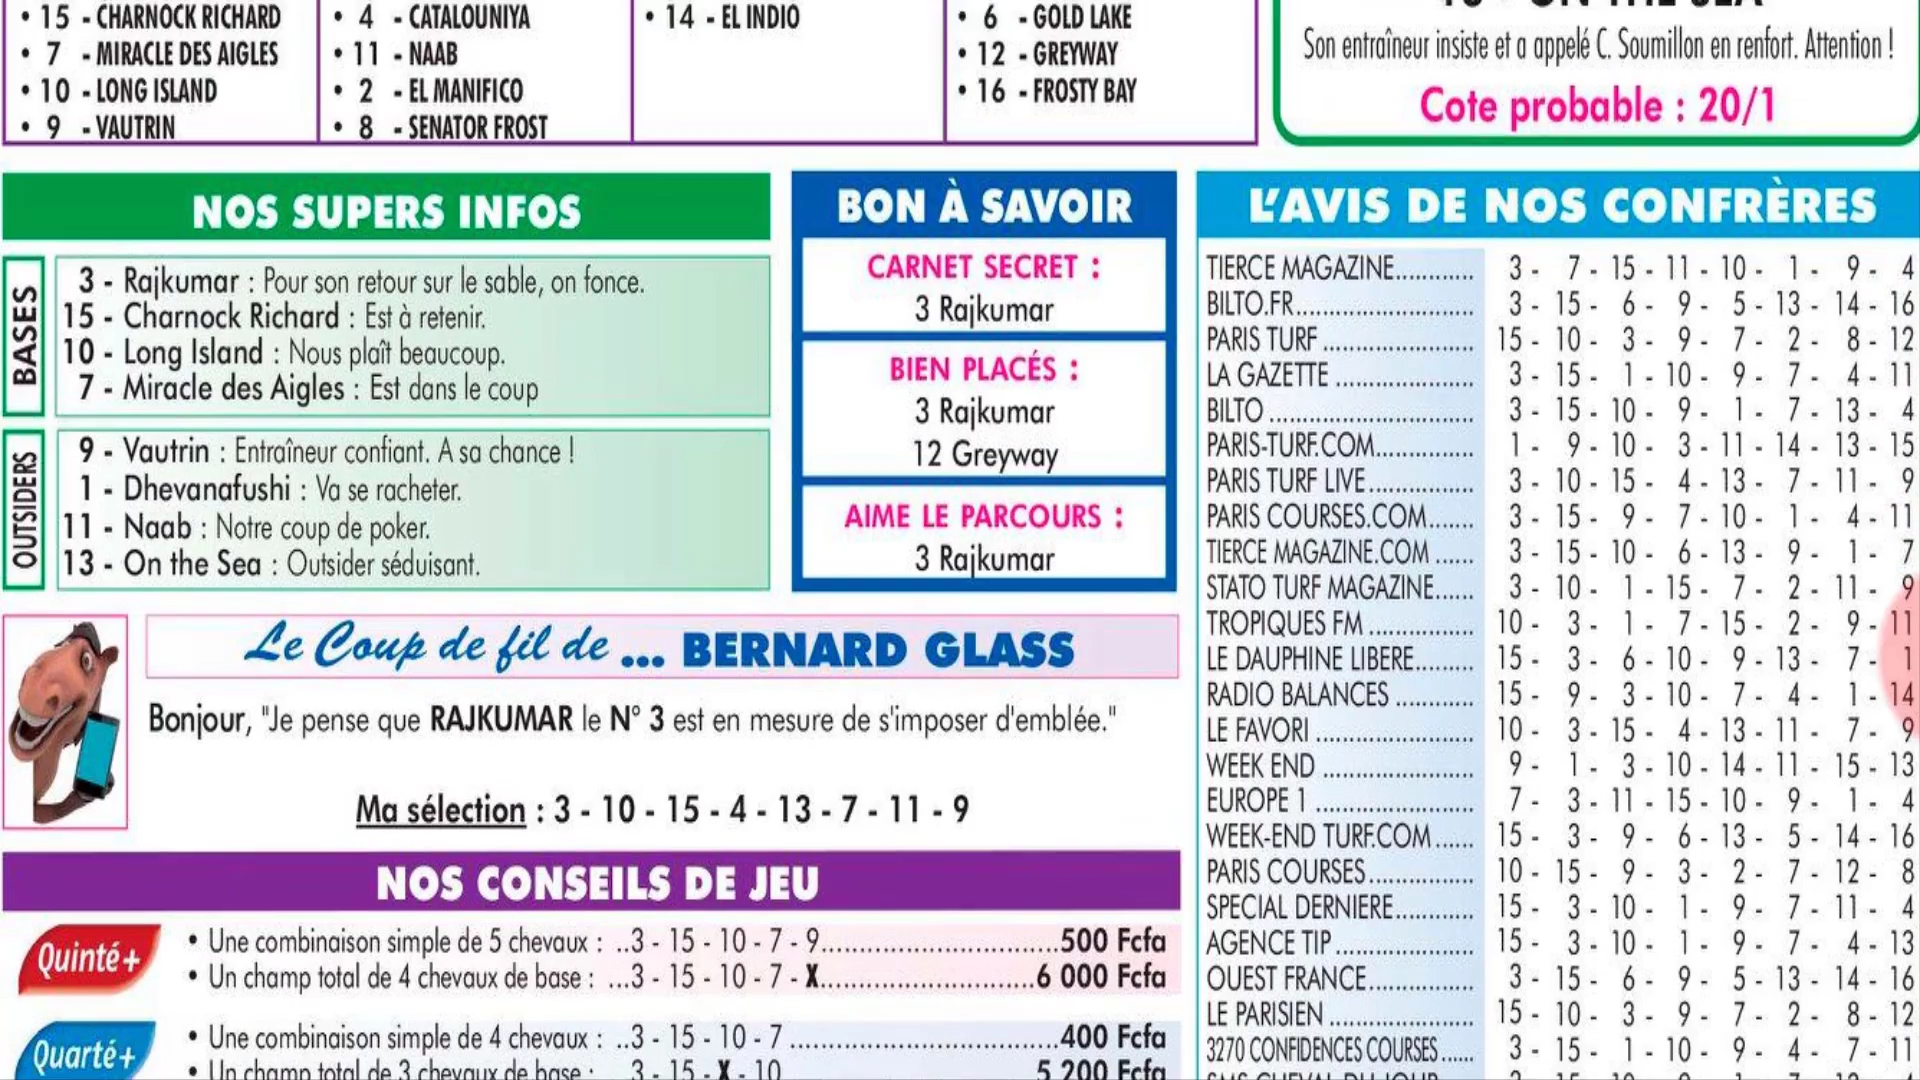 • 15 - CHARNOCK RICHARD
• 7 - MIRACLE DES AIGLES
• 10 - LONG ISLAND
• 9 - VAUTRIN
• 4 - CATALOUNIYA
• 11 - NAAB
• 2 - EL MANIFICO
• 8 - SENATOR FROST
• 14 - EL INDIO
• 6 - GOLD LAKE
• 12 - GREYWAY
• 16 - FROSTY BAY
Son entraîneur insiste et a appelé C. Soumillon en renfort. Attention !
Cote probable : 20/1
NOS SUPERS INFOS
BASES
3 - Rajkumar : Pour son retour sur le sable, on fonce.
15 - Charnock Richard : Est à retenir.
10 - Long Island : Nous plaît beaucoup.
7 - Miracle des Aigles : Est dans le coup
OUTSIDERS
9 - Vautrin : Entraîneur confiant. A sa chance !
1 - Dhevanafushi : Va se racheter.
11 - Naab : Notre coup de poker.
13 - On the Sea : Outsider séduisant.
BON À SAVOIR
CARNET SECRET :
3 Rajkumar
BIEN PLACÉS :
3 Rajkumar
12 Greyway
AIME LE PARCOURS :
3 Rajkumar
Le Coup de fil de ... BERNARD GLASS
Bonjour, "Je pense que RAJKUMAR le N° 3 est en mesure de s'imposer d'emblée."
Ma sélection : 3 - 10 - 15 - 4 - 13 - 7 - 11 - 9
NOS CONSEILS DE JEU
Quinté+
• Une combinaison simple de 5 chevaux : ..3 - 15 - 10 - 7 - 9..............................500 Fcfa
• Un champ total de 4 chevaux de base : ...3 - 15 - 10 - 7 - X...........................6 000 Fcfa
Quarté+
• Une combinaison simple de 4 chevaux : ..3 - 15 - 10 - 7..................................400 Fcfa
• Un champ total de 3 chevaux de base : ...3 - 15 - X - 10 5 200 Fcfa
L'AVIS DE NOS CONFRÈRES
TIERCE MAGAZINE............ 3 - 7 - 15 - 11 - 10 - 1 - 9 - 4
BILTO.FR........................... 3 - 15 - 6 - 9 - 5 - 13 - 14 - 16
PARIS TURF ....................... 15 - 10 - 3 - 9 - 7 - 2 - 8 - 12
LA GAZETTE ..................... 3 - 15 - 1 - 10 - 9 - 7 - 4 - 11
BILTO ............................... 3 - 15 - 10 - 9 - 1 - 7 - 13 - 4
PARIS-TURF.COM............... 1 - 9 - 10 - 3 - 11 - 14 - 13 - 15
PARIS TURF LIVE................ 3 - 10 - 15 - 4 - 13 - 7 - 11 - 9
PARIS COURSES.COM....... 3 - 15 - 9 - 7 - 10 - 1 - 4 - 11
TIERCE MAGAZINE.COM ...... 3 - 15 - 10 - 6 - 13 - 9 - 1 - 7
STATO TURF MAGAZINE...... 3 - 10 - 1 - 15 - 7 - 2 - 11 - 9
TROPIQUES FM ................ 10 - 3 - 1 - 7 - 15 - 2 - 9 - 11
LE DAUPHINE LIBERE......... 15 - 3 - 6 - 10 - 9 - 13 - 7 - 1
RADIO BALANCES ............ 15 - 9 - 3 - 10 - 7 - 4 - 1 - 14
LE FAVORI ........................ 10 - 3 - 15 - 4 - 13 - 11 - 7 - 9
WEEK END ....................... 9 - 1 - 3 - 10 - 14 - 11 - 15 - 13
EUROPE 1 ........................ 7 - 3 - 11 - 15 - 10 - 9 - 1 - 4
WEEK-END TURF.COM...... 15 - 3 - 9 - 6 - 13 - 5 - 14 - 16
PARIS COURSES................ 10 - 15 - 9 - 3 - 2 - 7 - 12 - 8
SPECIAL DERNIERE............ 15 - 3 - 10 - 1 - 9 - 7 - 11 - 4
AGENCE TIP..................... 15 - 3 - 10 - 1 - 9 - 7 - 4 - 13
OUEST FRANCE................ 3 - 15 - 6 - 9 - 5 - 13 - 14 - 16
LE PARISIEN ...................... 15 - 10 - 3 - 9 - 7 - 2 - 8 - 12
3270 CONFIDENCES COURSES...... 3 - 15 - 1 - 10 - 9 - 4 - 7 - 11